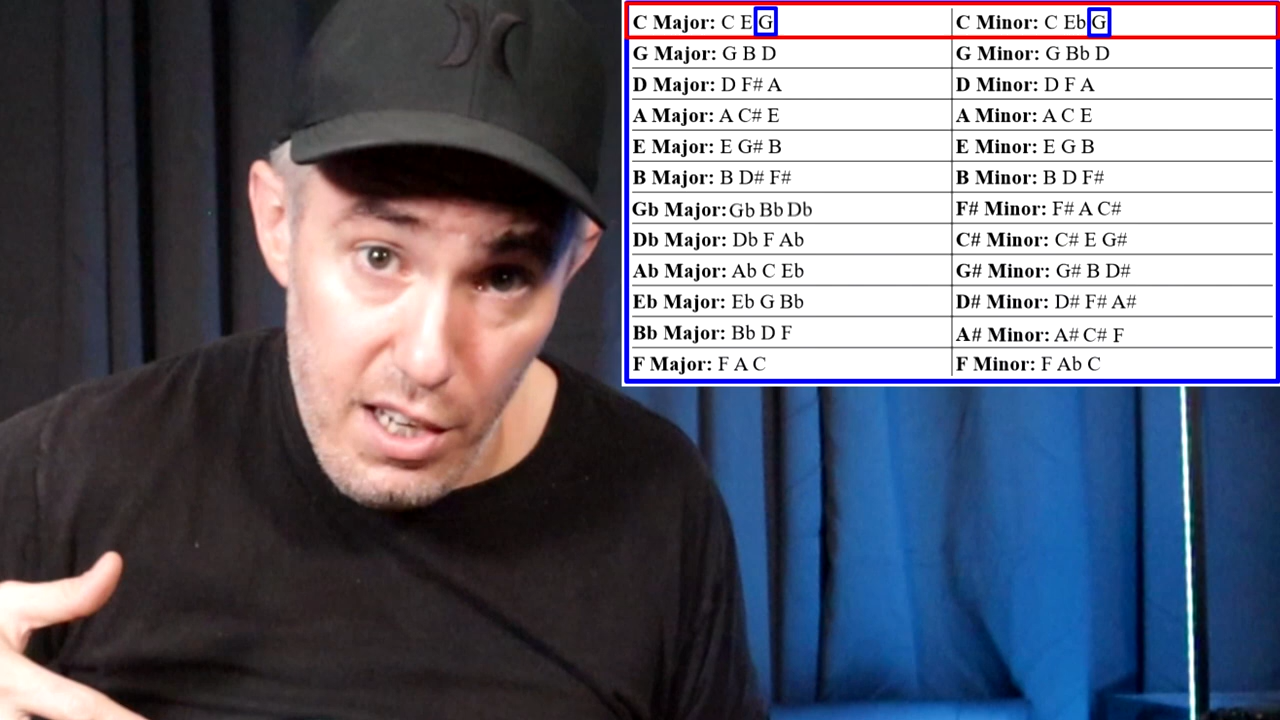 C Major: C E G C Minor: C Eb G
G Major: G B D G Minor: G Bb D
D Major: D F# A D Minor: D F A
A Major: A C# E A Minor: A C E
E Major: E G# B E Minor: E G B
B Major: B D# F# B Minor: B D F#
Gb Major: Gb Bb Db F# Minor: F# A C#
Db Major: Db F Ab C# Minor: C# E G#
Ab Major: Ab C Eb G# Minor: G# B D#
Eb Major: Eb G Bb D# Minor: D# F# A#
Bb Major: Bb D F A# Minor: A# C# F
F Major: F A C F Minor: F Ab C